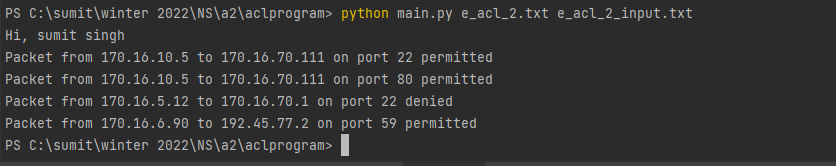 PS C:\sumit\winter 2022\NS\a2\aclprogram> python main.py e_acl_2.txt e_acl_2_input.txt
Hi, sumit singh
Packet from 170.16.10.5 to 170.16.70.111 on port 22 permitted
Packet from 170.16.10.5 to 170.16.70.111 on port 80 permitted
Packet from 170.16.5.12 to 170.16.70.1 on port 22 denied
Packet from 170.16.6.90 to 192.45.77.2 on port 59 permitted
PS C:\sumit\winter 2022\NS\a2\aclprogram>